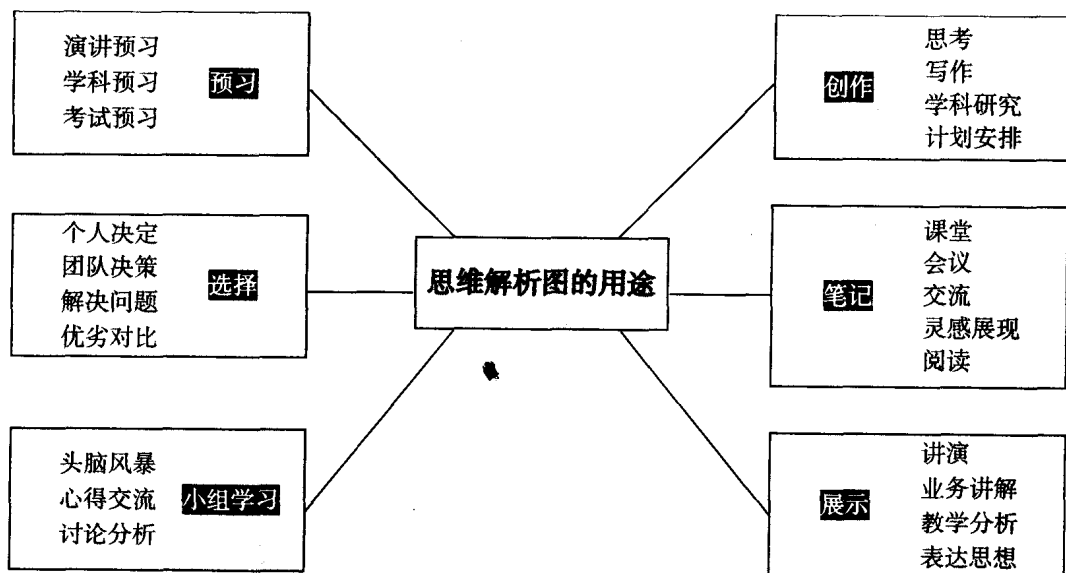 演讲预习
学科预习
考试预习
预习
个人决定
团队决策
解决问题
优劣对比
选择
头脑风暴
心得交流
讨论分析
小组学习
思维解析图的用途
创作
思考
写作
学科研究
计划安排
笔记
课堂
会议
交流
灵感展现
阅读
展示
讲演
业务讲解
教学分析
表达思想